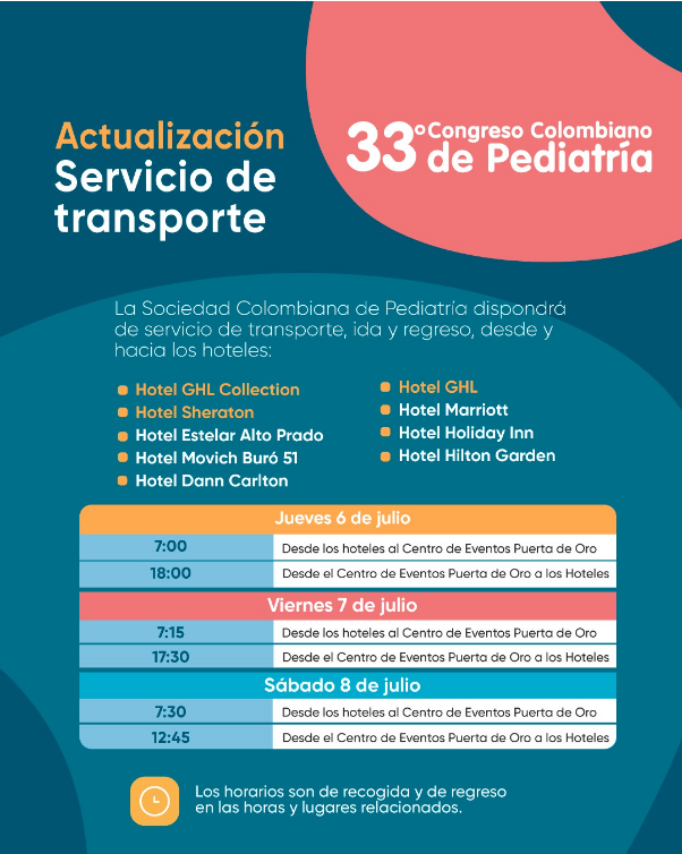 Actualización
Servicio de
transporte
33º Congreso Colombiano
de Pediatría
La Sociedad Colombiana de Pediatría dispondrá
de servicio de transporte, ida y regreso, desde y
hacia los hoteles:
Hotel GHL Collection
Hotel Sheraton
Hotel Estelar Alto Prado
Hotel Movich Buró 51
Hotel Dann Carlton
Hotel GHL
Hotel Marriott
Hotel Holiday Inn
Hotel Hilton Garden
Jueves 6 de julio
7:00 Desde los hoteles al Centro de Eventos Puerta de Oro
18:00 Desde el Centro de Eventos Puerta de Oro a los Hoteles
Viernes 7 de julio
7:15 Desde los hoteles al Centro de Eventos Puerta de Oro
17:30 Desde el Centro de Eventos Puerta de Oro a los Hoteles
Sábado 8 de julio
7:30 Desde los hoteles al Centro de Eventos Puerta de Oro
12:45 Desde el Centro de Eventos Puerta de Oro a los Hoteles
Los horarios son de recogida y de regreso
en las horas y lugares relacionados.